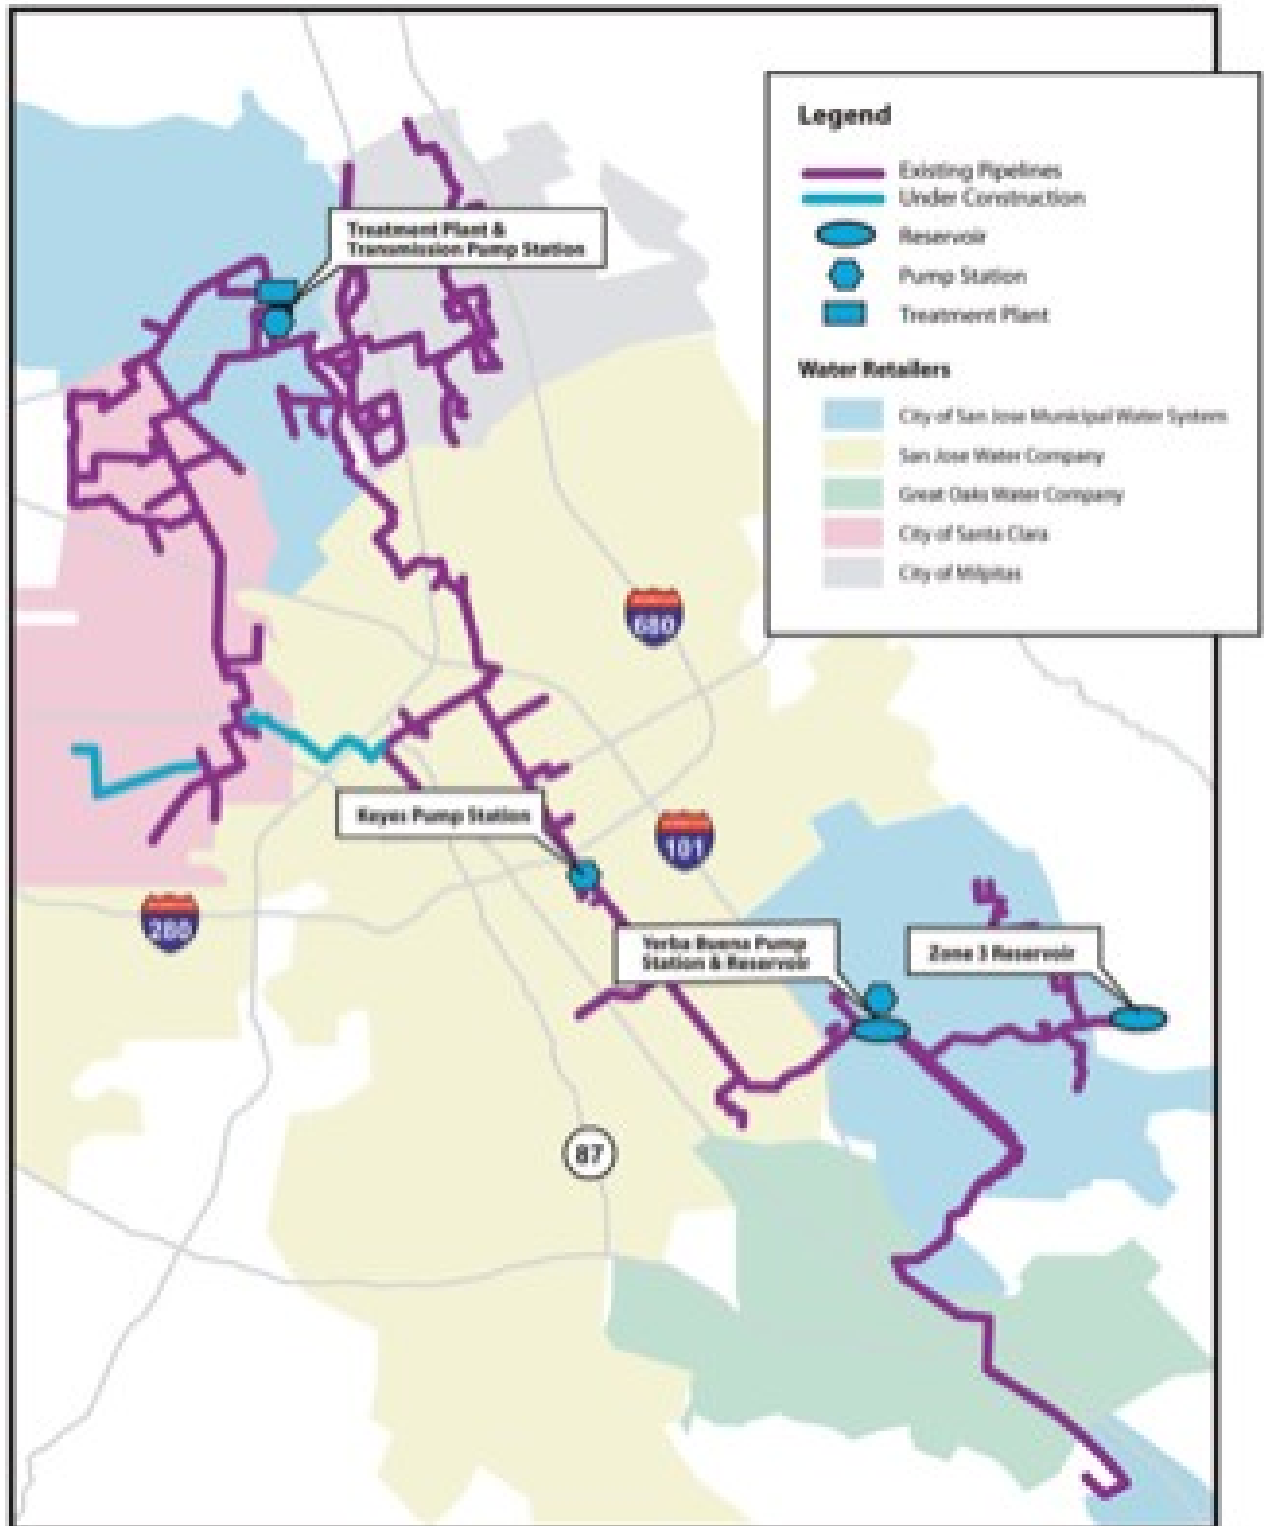 Legend
Existing Pipelines
Under Construction
Reservoir
Pump Station
Treatment Plant
Water Retailers
City of San Jose Municipal Water System
San Jose Water Company
Great Oaks Water Company
City of Santa Clara
City of Milpitas
Treatment Plant &
Transmission Pump Station
680
Keyes Pump Station
101
280
Yerba Buena Pump
Station & Reservoir
Zone 3 Reservoir
87